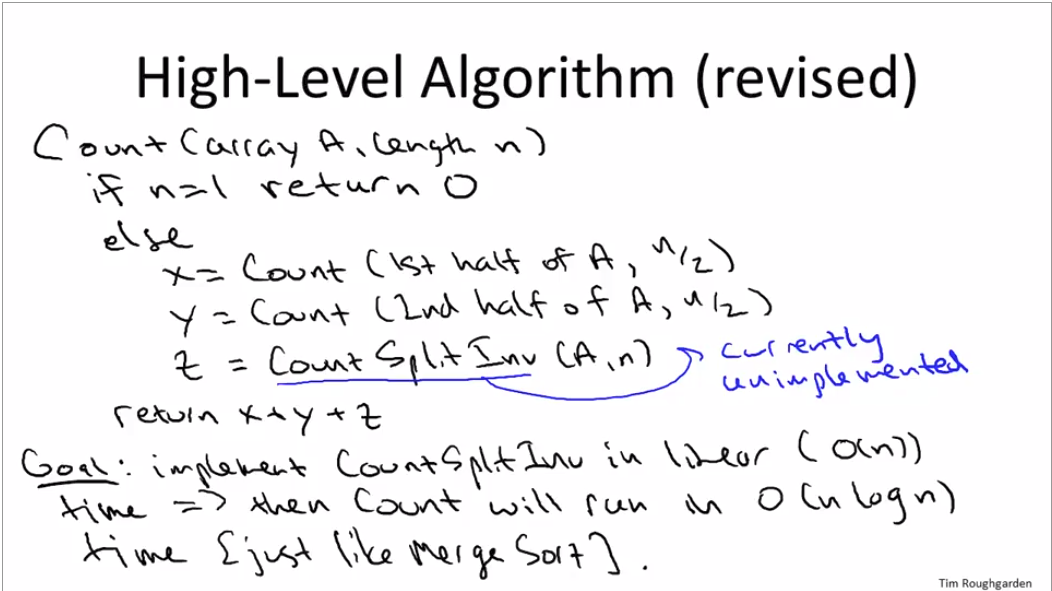 High-Level Algorithm (revised)
Count (array A, length n)
if n=1 return 0
else
x = Count (1st half of A, n/2)
y = Count (2nd half of A, n/2)
z = CountSplitInv (A, n)
currently
unimplemented
return x+y+z
Goal: implement CountSplitInv in linear (O(n))
time => then Count will run in O(n log n)
time [just like Merge Sort].
Tim Roughgarden